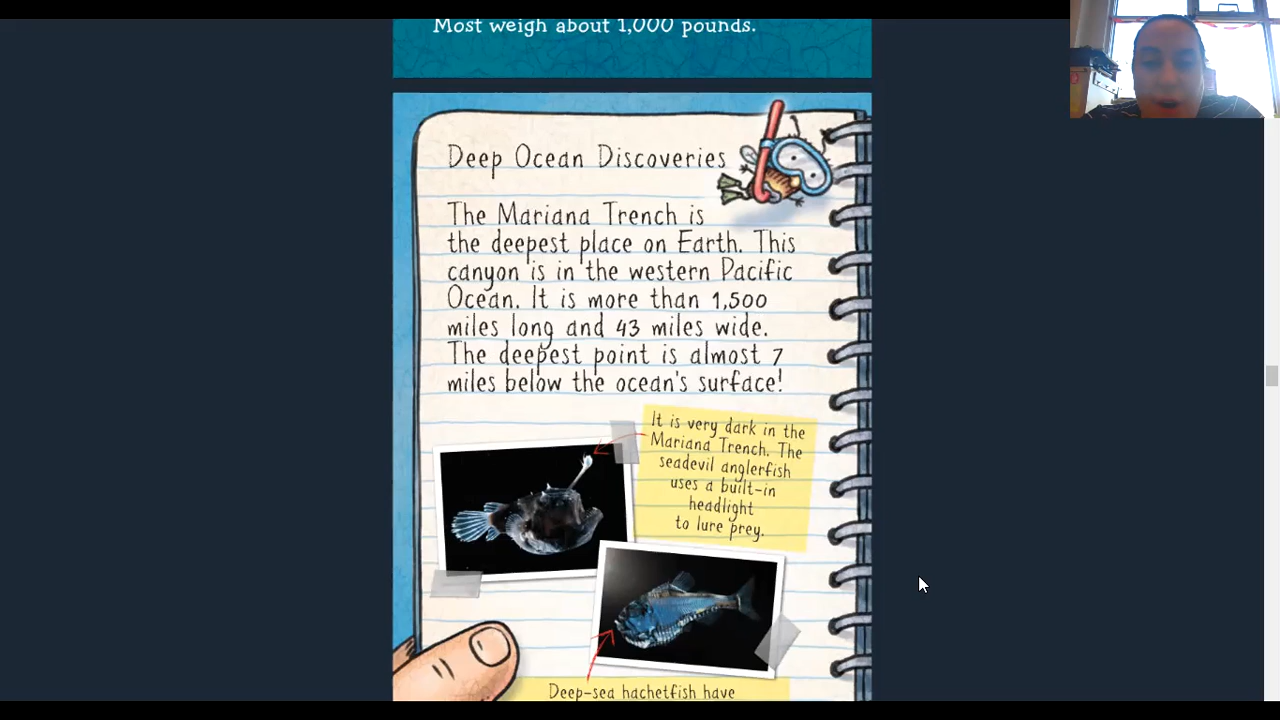 Most weigh about 1,000 pounds.
Deep Ocean Discoveries
The Mariana Trench is
the deepest place on Earth. This
canyon is in the western Pacific
Ocean. It is more than 1,500
miles long and 43 miles wide.
The deepest point is almost 7
miles below the ocean's surface!
It is very dark in the
Mariana Trench. The
seadevil anglerfish
uses a built-in
headlight
to lure prey.
Deep-sea hachetfish have